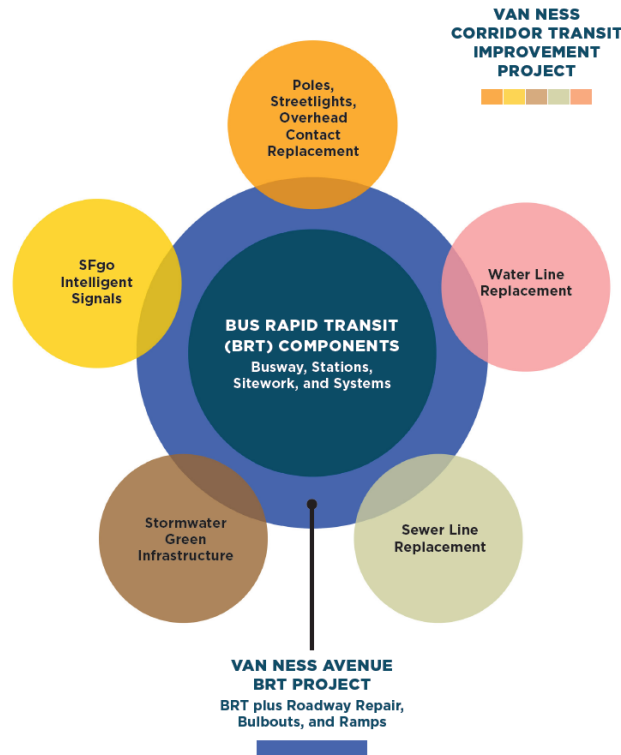 VAN NESS
CORRIDOR TRANSIT
IMPROVEMENT
PROJECT
Poles,
Streetlights,
Overhead
Contact
Replacement
SFgo
Intelligent
Signals
Water Line
Replacement
BUS RAPID TRANSIT
(BRT) COMPONENTS
Busway, Stations,
Sitework, and Systems
Stormwater
Green
Infrastructure
Sewer Line
Replacement
VAN NESS AVENUE
BRT PROJECT
BRT plus Roadway Repair,
Bulbouts, and Ramps